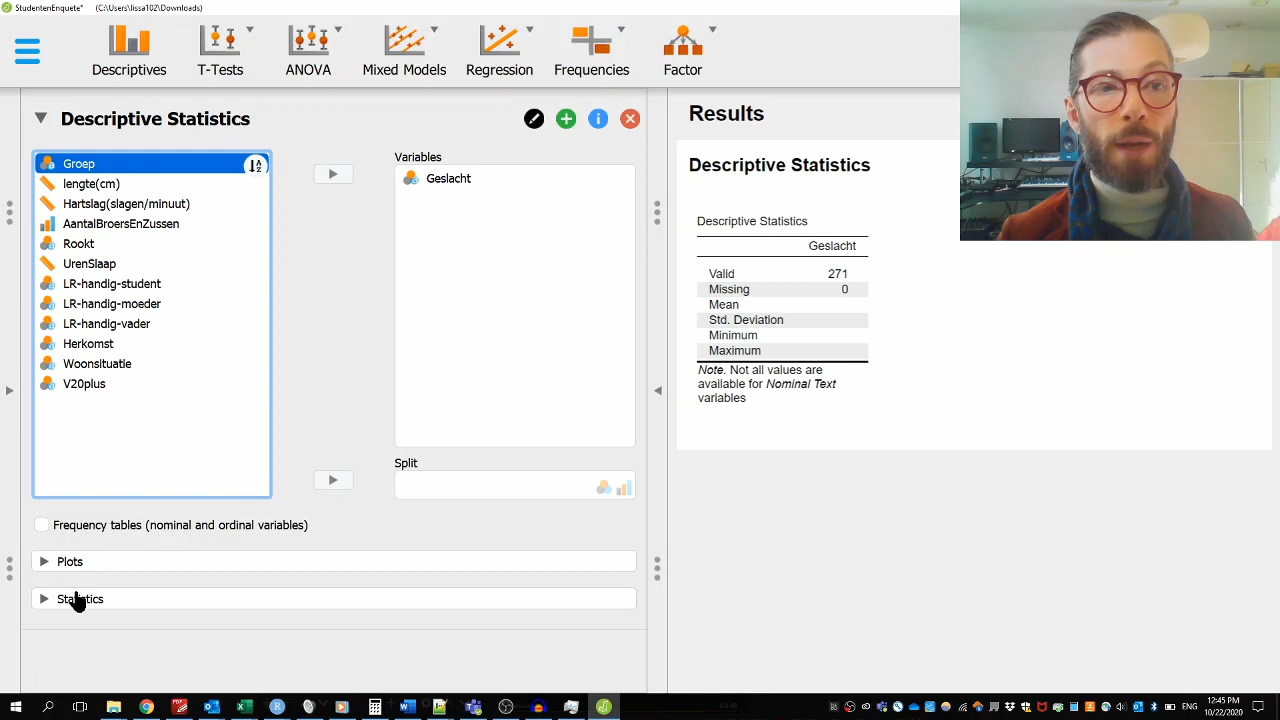 StudentenEnquete* (C:\Users\lissa102\Downloads)
Descriptives T-Tests ANOVA Mixed Models Regression Frequencies Factor
Descriptive Statistics
Groep
lengte(cm)
Hartslag(slagen/minuut)
AantalBroersEnZussen
Rookt
UrenSlaap
LR-handig-student
LR-handig-moeder
LR-handig-vader
Herkomst
Woonsituatie
V20plus
Variables
Geslacht
Split
Frequency tables (nominal and ordinal variables)
Plots
Statistics
Results
Descriptive Statistics
Descriptive Statistics
Geslacht
Valid 271
Missing 0
Mean
Std. Deviation
Minimum
Maximum
Note. Not all values are
available for Nominal Text
variables
12:45 PM
10/22/2020